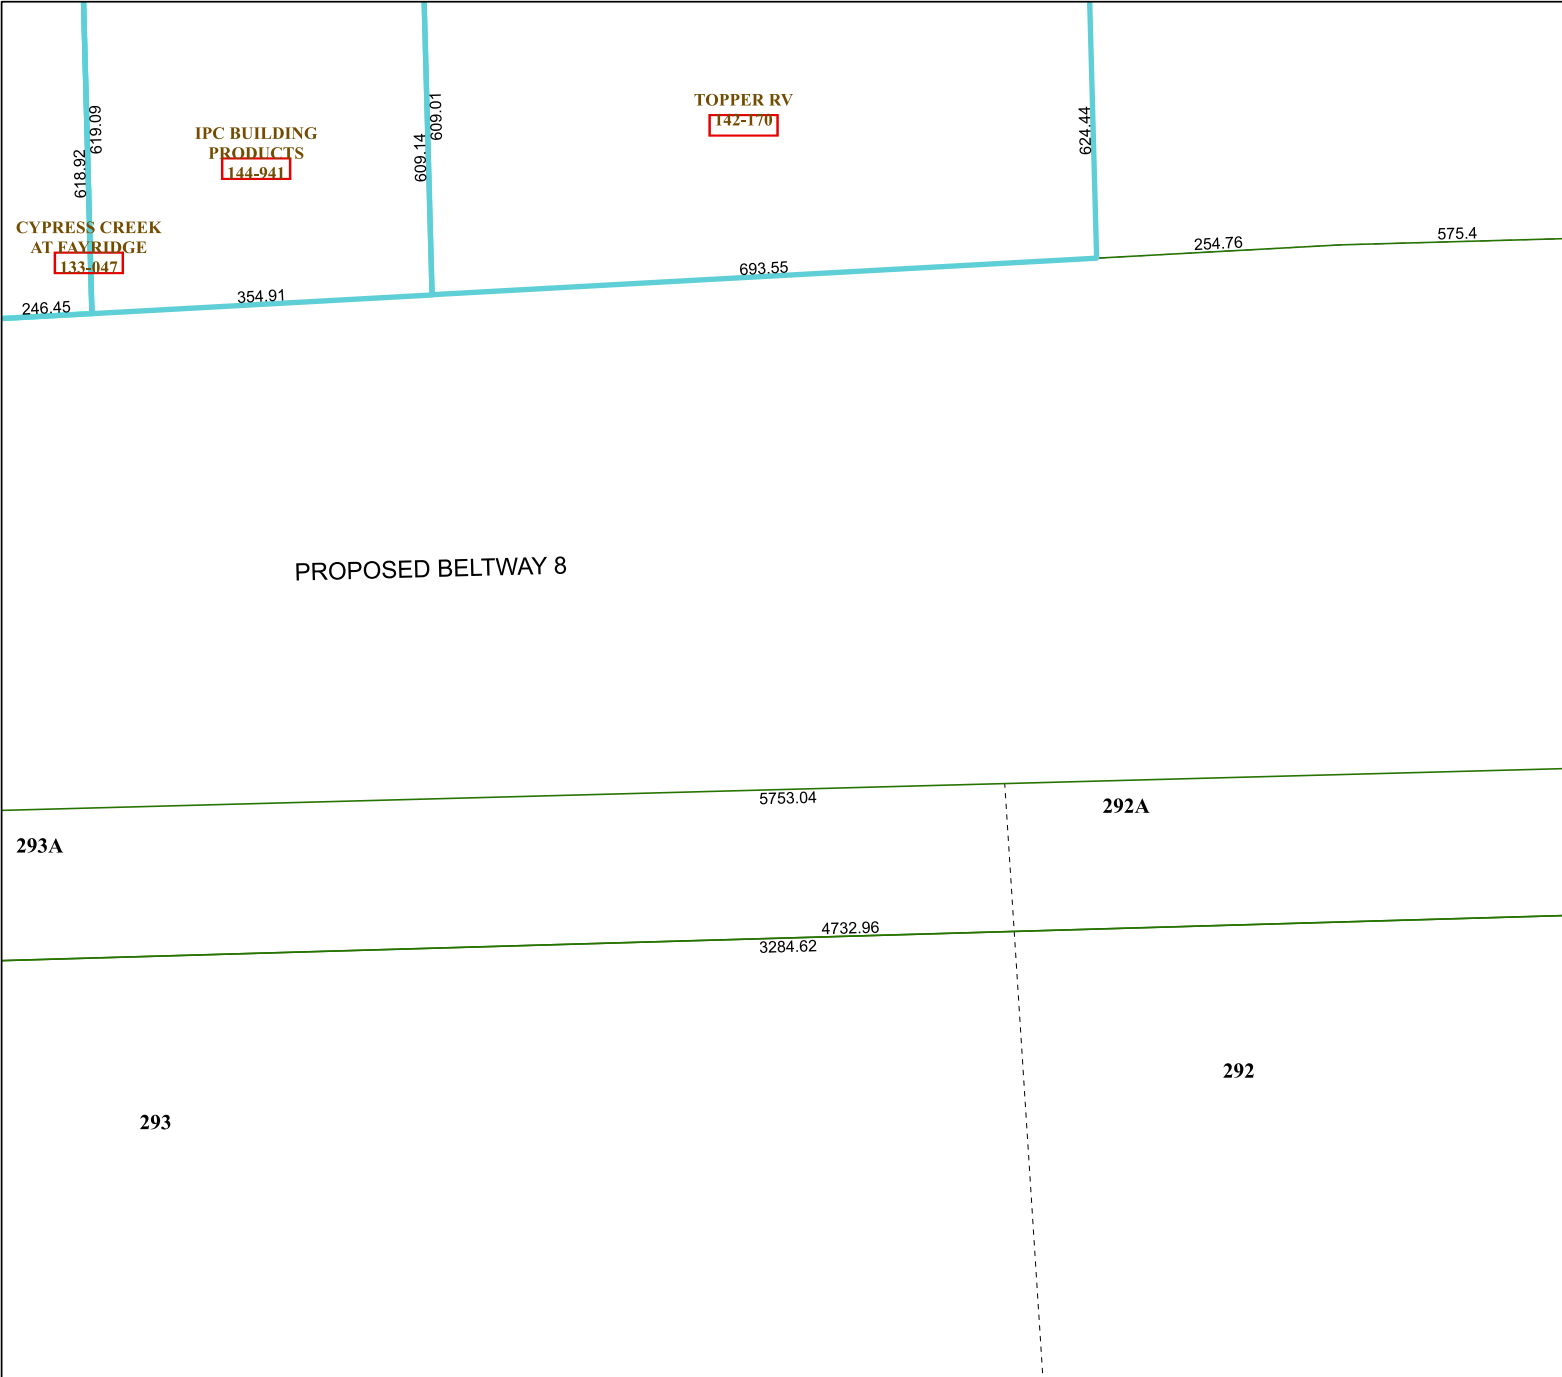 TOPPER RV
142-170
619.09
609.01
IPC BUILDING
PRODUCTS
144-941
624.44
618.92
609.14
CYPRESS CREEK
AT FAYRIDGE
133-047
254.76
575.4
693.55
354.91
246.45
PROPOSED BELTWAY 8
5753.04
292A
293A
4732.96
3284.62
292
293